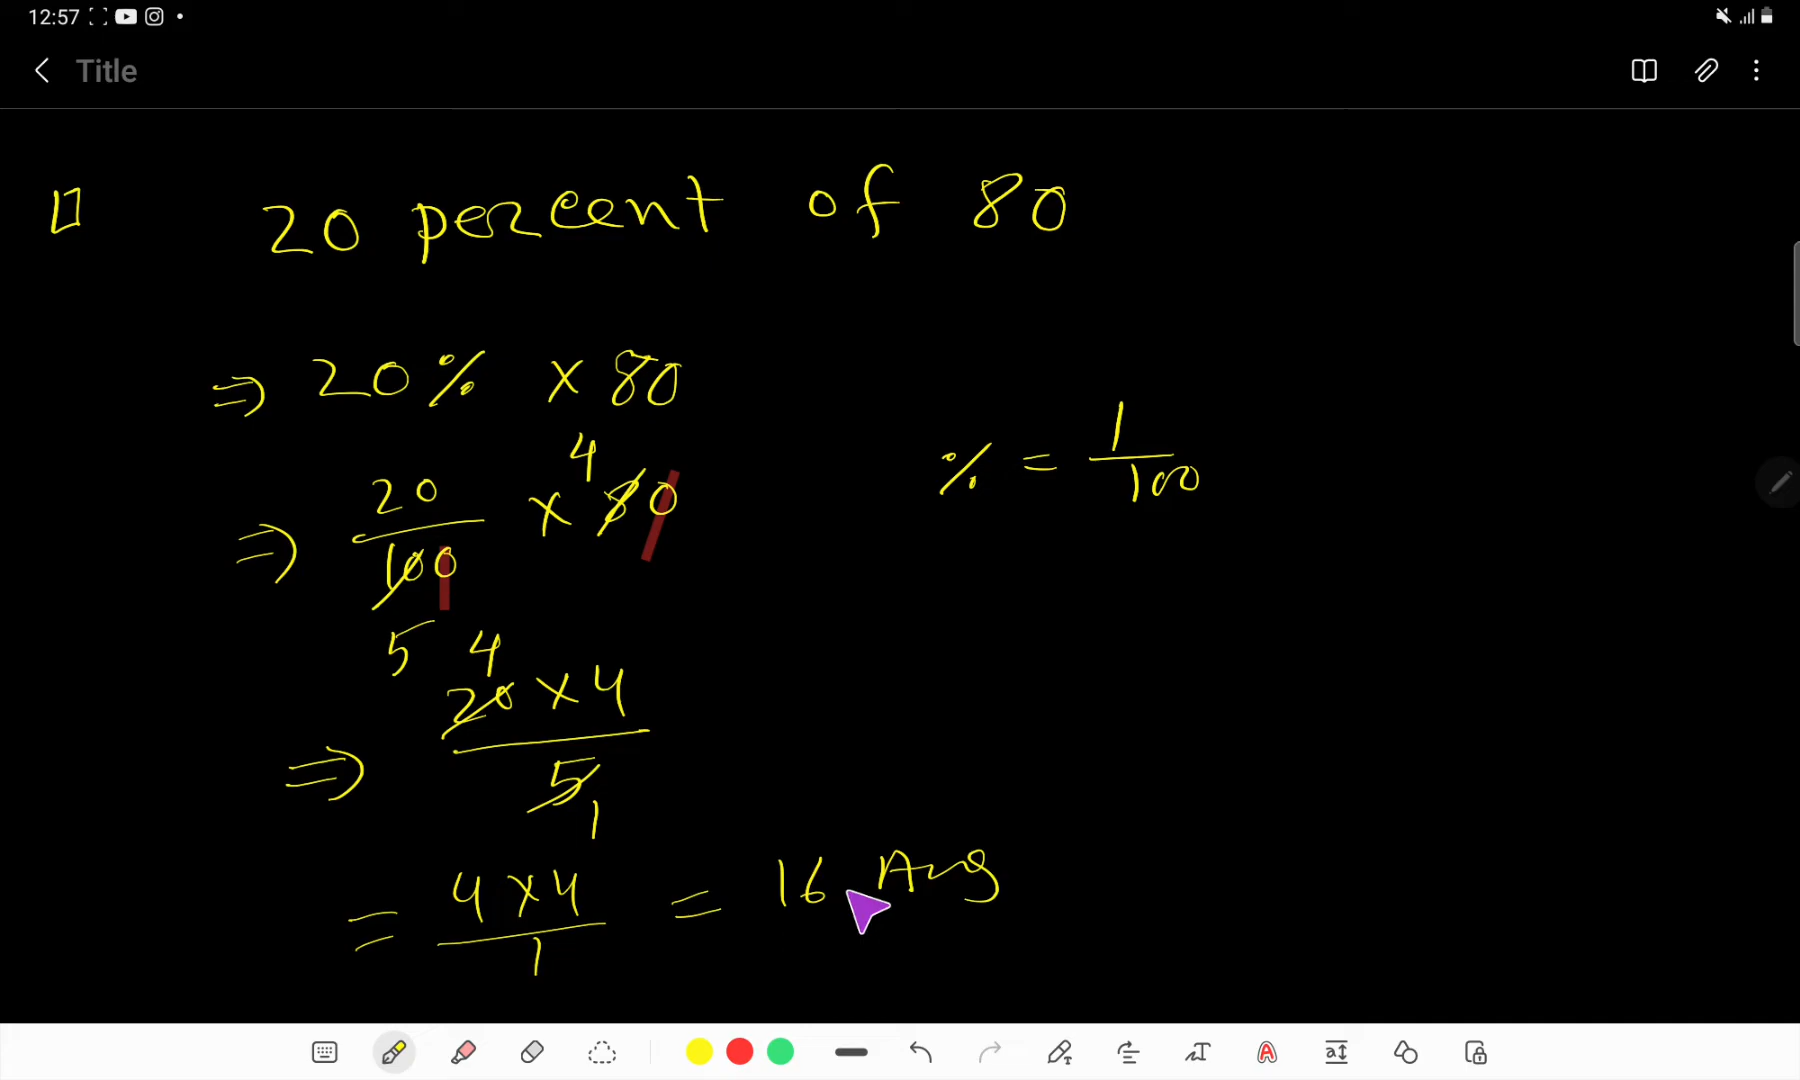 12:57
Title
20 percent of 80
⇒ 20% × 80
% = 1/100
4
⇒ 20/100 × 80
5 4
⇒ 20 × 4 / 5
1
= 4 × 4 / 1 = 16 Ans